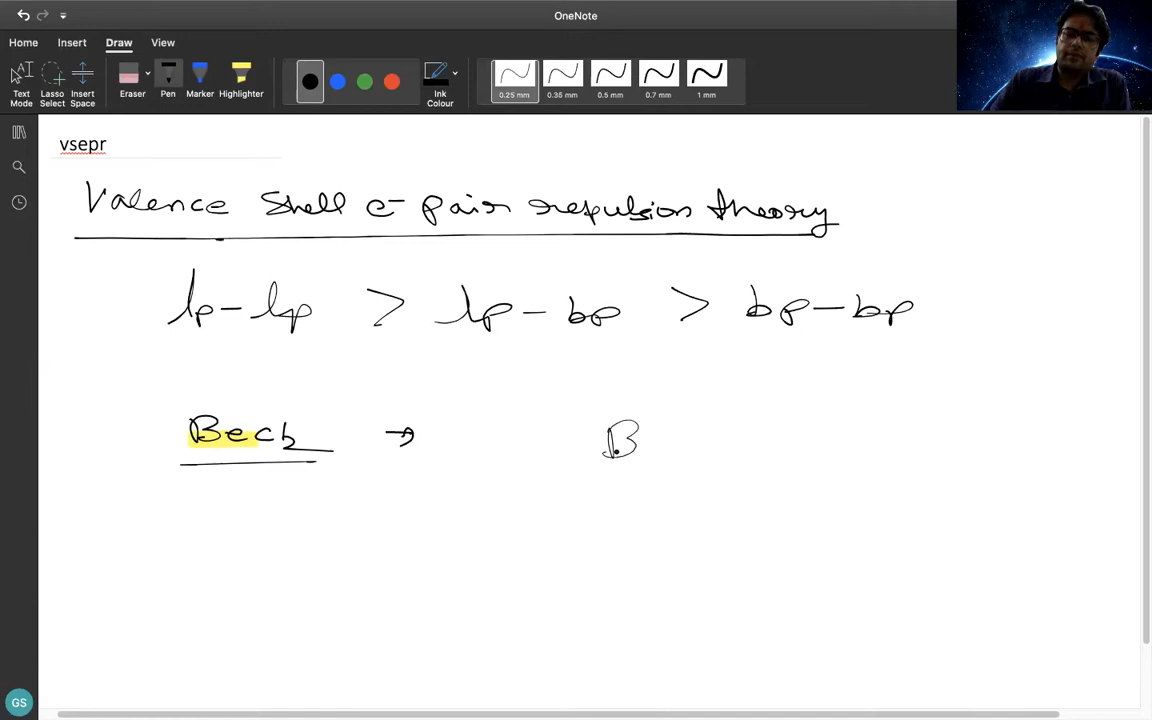 OneNote
Home Insert Draw View
Text Mode Lasso Select Insert Space Eraser Pen Marker Highlighter Ink Colour 0.25 mm 0.35 mm 0.5 mm 0.7 mm 1 mm
vsepr
Valence Shell e- pair repulsion theory
lp-lp > lp-bp > bp-bp
Becl2 → B
GS